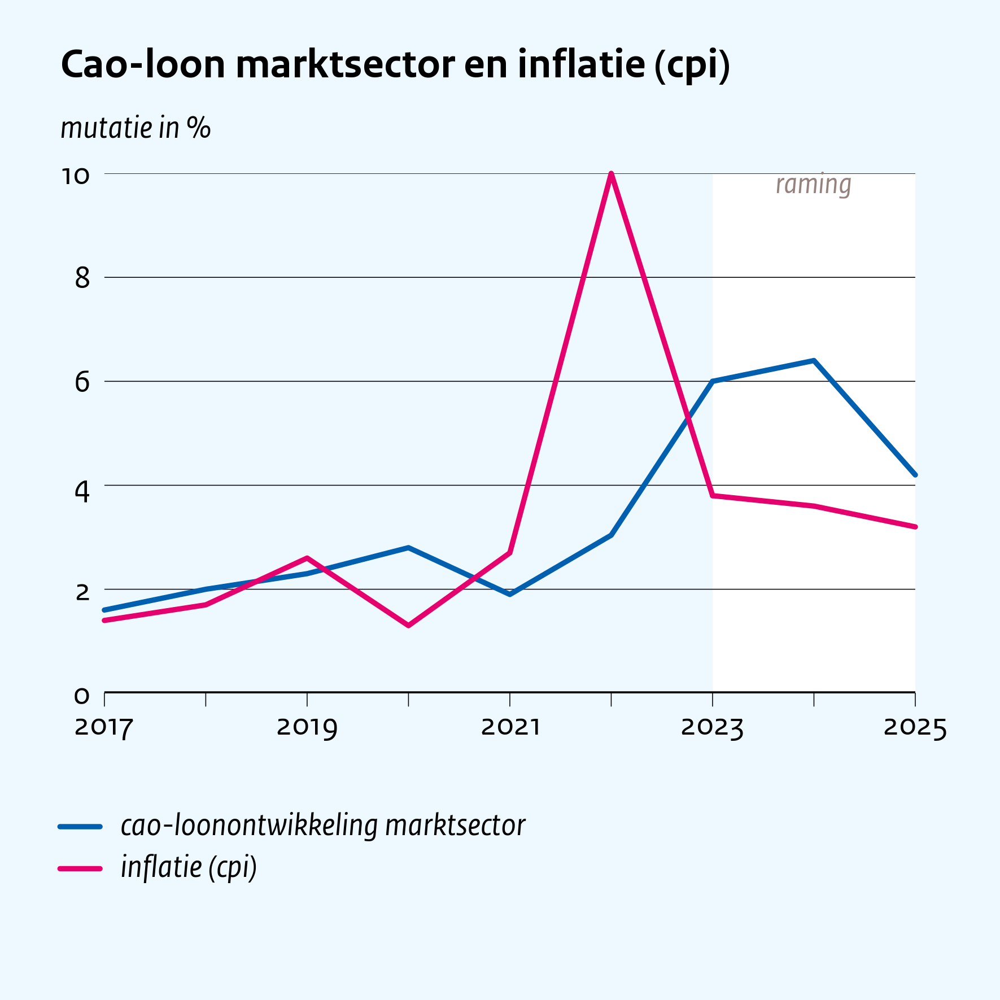 Cao-loon marktsector en inflatie (cpi)
mutatie in %
10
raming
8
6
4
2
0
2017 2019 2021 2023 2025
cao-loonontwikkeling marktsector
inflatie (cpi)